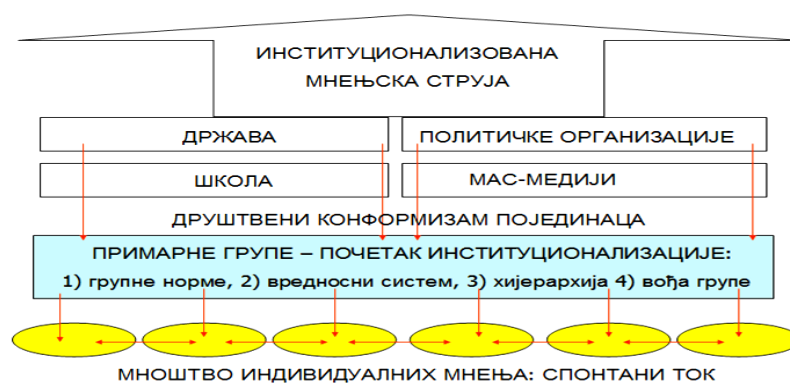 ИНСТИТУЦИОНАЛИЗОВАНА
МНЕЊСКА СТРУЈА
ДРЖАВА
ПОЛИТИЧКЕ ОРГАНИЗАЦИЈЕ
ШКОЛА
МАС-МЕДИЈИ
ДРУШТВЕНИ КОНФОРМИЗАМ ПОЈЕДИНАЦА
ПРИМАРНЕ ГРУПЕ – ПОЧЕТАК ИНСТИТУЦИОНАЛИЗАЦИЈЕ:
1) групне норме, 2) вредносни систем, 3) хијерархија 4) вођа групе
МНОШТВО ИНДИВИДУАЛНИХ МНЕЊА: СПОНТАНИ ТОК